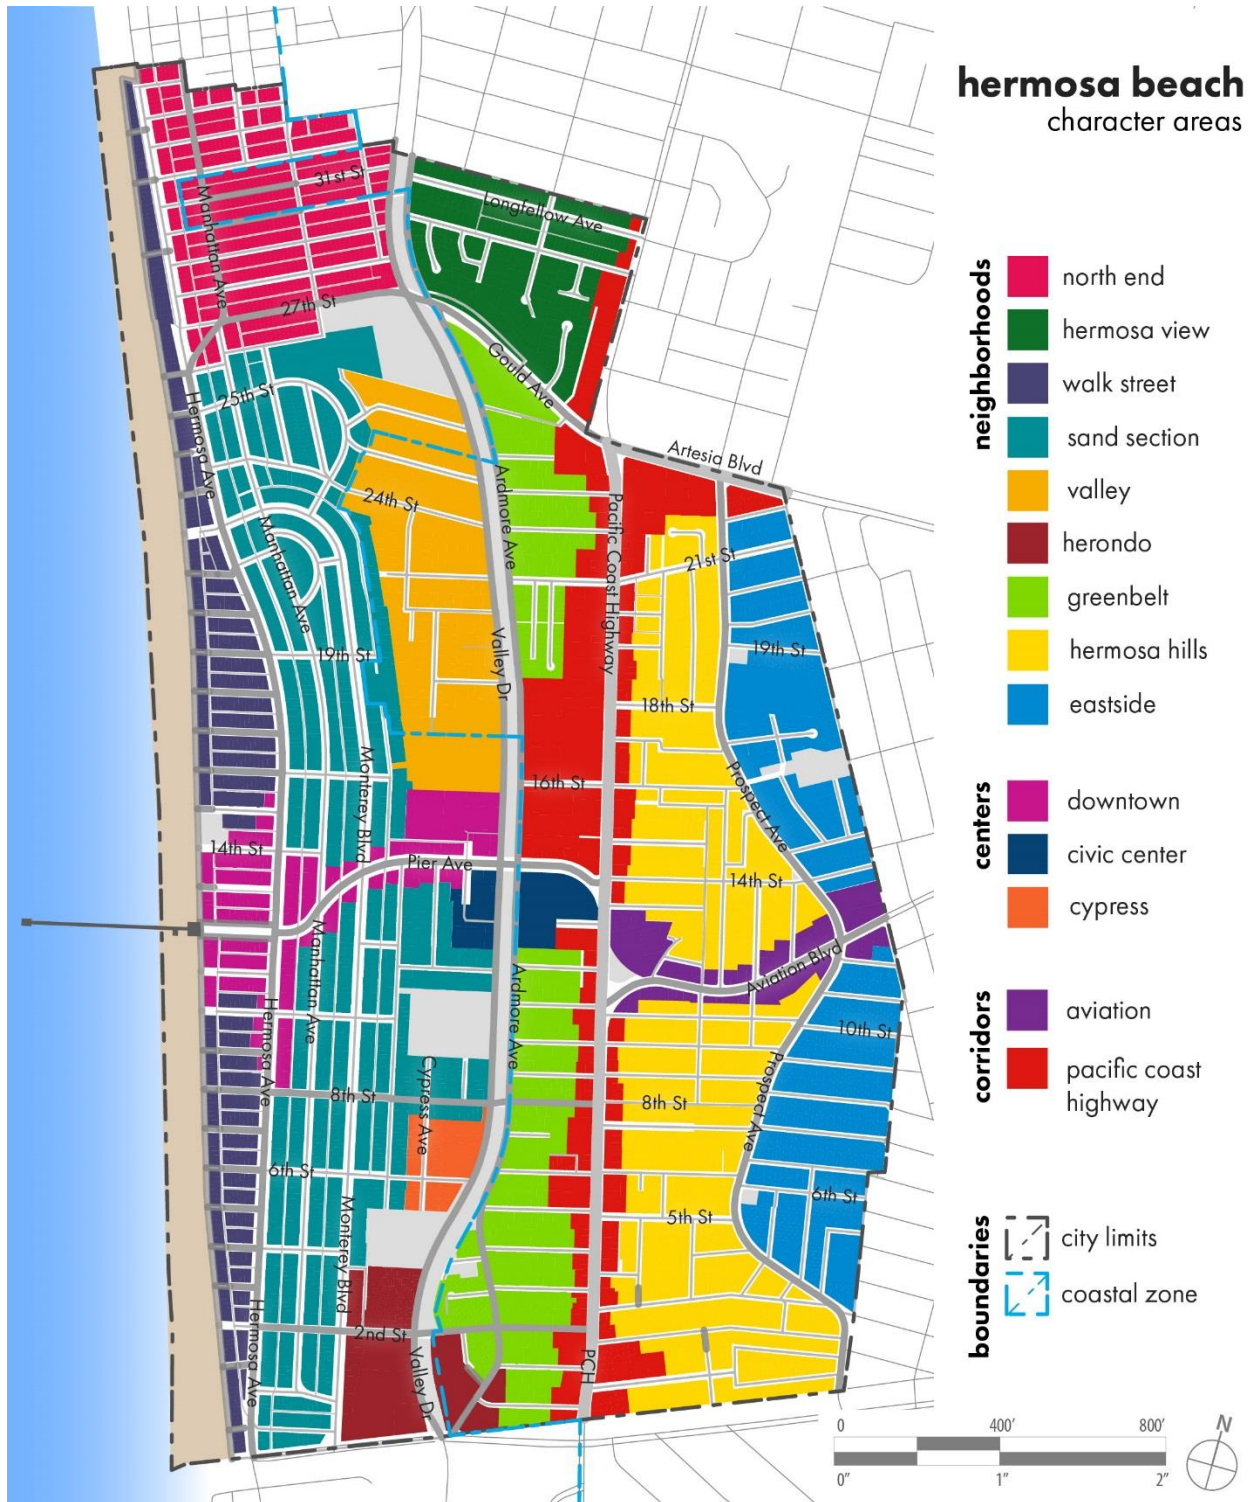 hermosa beach
character areas
neighborhoods
north end
hermosa view
walk street
sand section
valley
herondo
greenbelt
hermosa hills
eastside
centers
downtown
civic center
cypress
corridors
aviation
pacific coast
highway
boundaries
city limits
coastal zone
0 400' 800'
0" 1" 2"
N
31st St
Longfellow Ave
Manhattan Ave
27th St
Gould Ave
25th St
Hermosa Ave
Artesia Blvd
24th St
Ardmore Ave
Pacific Coast Highway
Manhattan Ave
21st St
19th St
Valley Dr
19th St
18th St
Monterey Blvd
16th St
Prospect Ave
14th St
Pier Ave
14th St
Manhattan Ave
Aviation Blvd
Hermosa Ave
Ardmore Ave
10th St
Cypress Ave
8th St
8th St
Prospect Ave
6th St
6th St
Monterey Blvd
5th St
Hermosa Ave
2nd St
Valley Dr
PCH